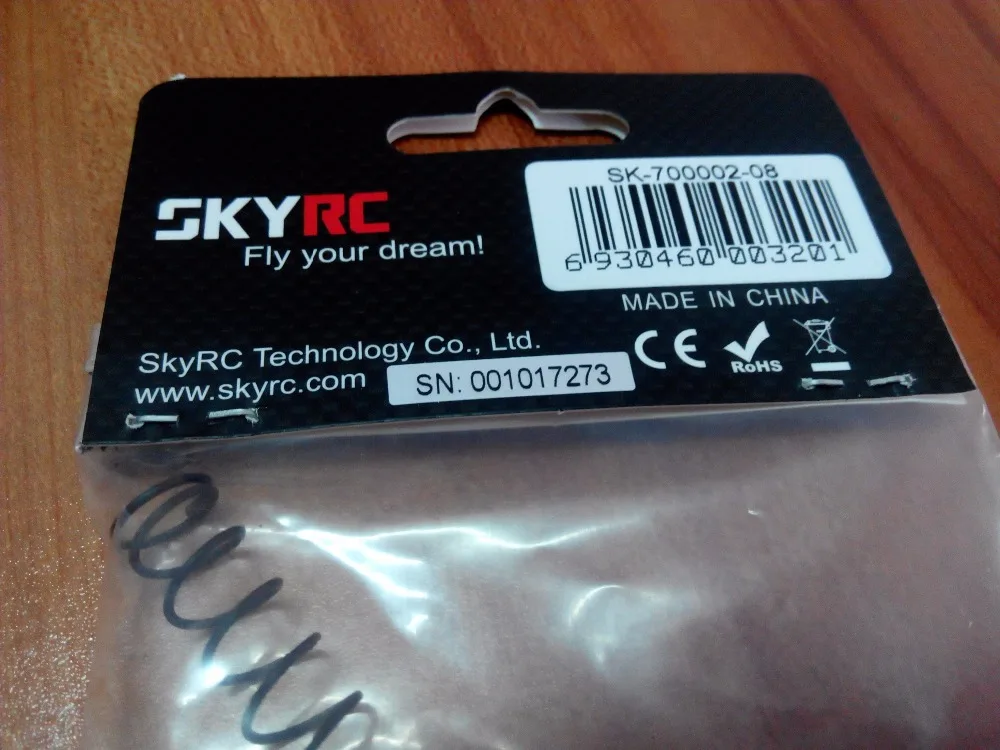 SK-700002-08
6 930460 003201
SKYRC
Fly your dream!
MADE IN CHINA
CE
RoHS
SkyRC Technology Co., Ltd.
www.skyrc.com
SN: 001017273